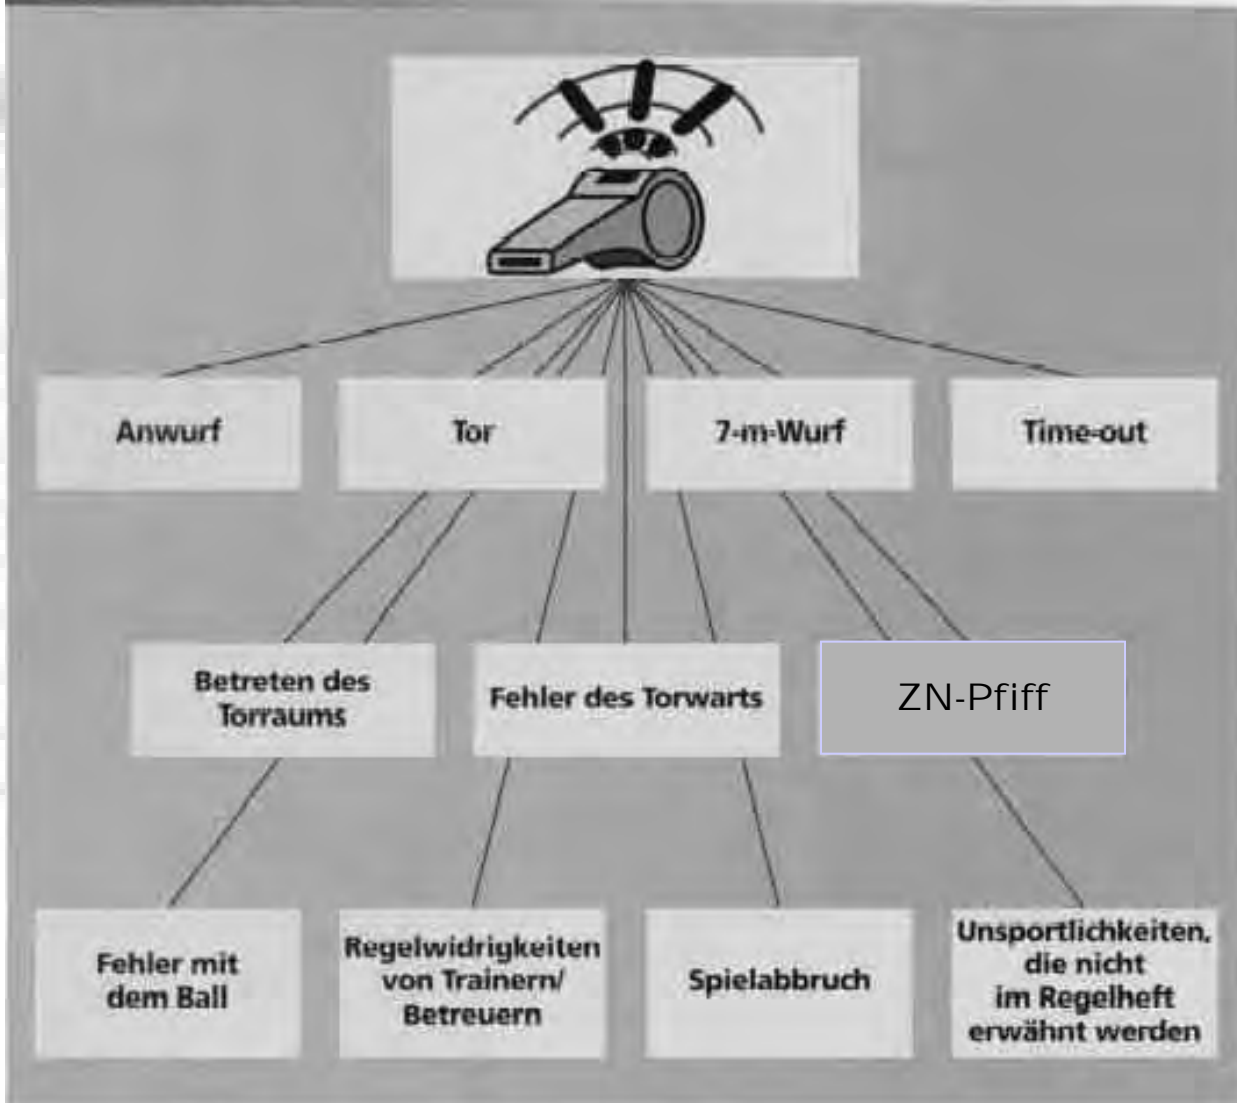 Anwurf
Tor
7-m-Wurf
Time-out
Betreten des
Torraums
Fehler des Torwarts
ZN-Pfiff
Fehler mit
dem Ball
Regelwidrigkeiten
von Trainern/
Betreuern
Spielabbruch
Unsportlichkeiten,
die nicht
im Regelheft
erwähnt werden